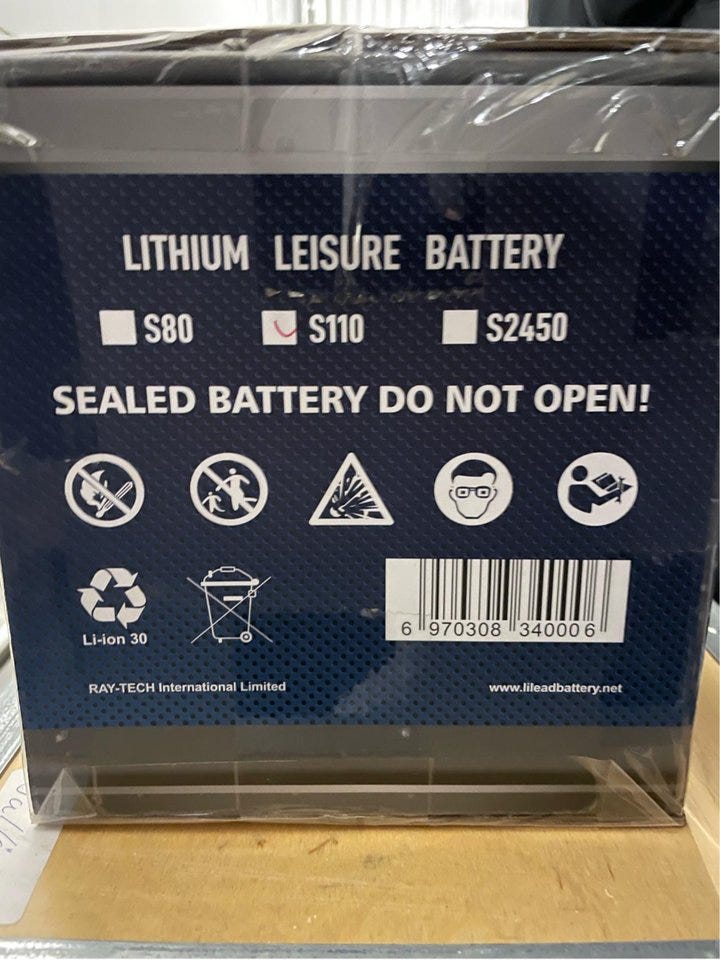 LITHIUM LEISURE BATTERY
S80 S110 S2450
SEALED BATTERY DO NOT OPEN!
Li-ion 30
6 970308 340006
RAY-TECH International Limited
www.lileadbattery.net